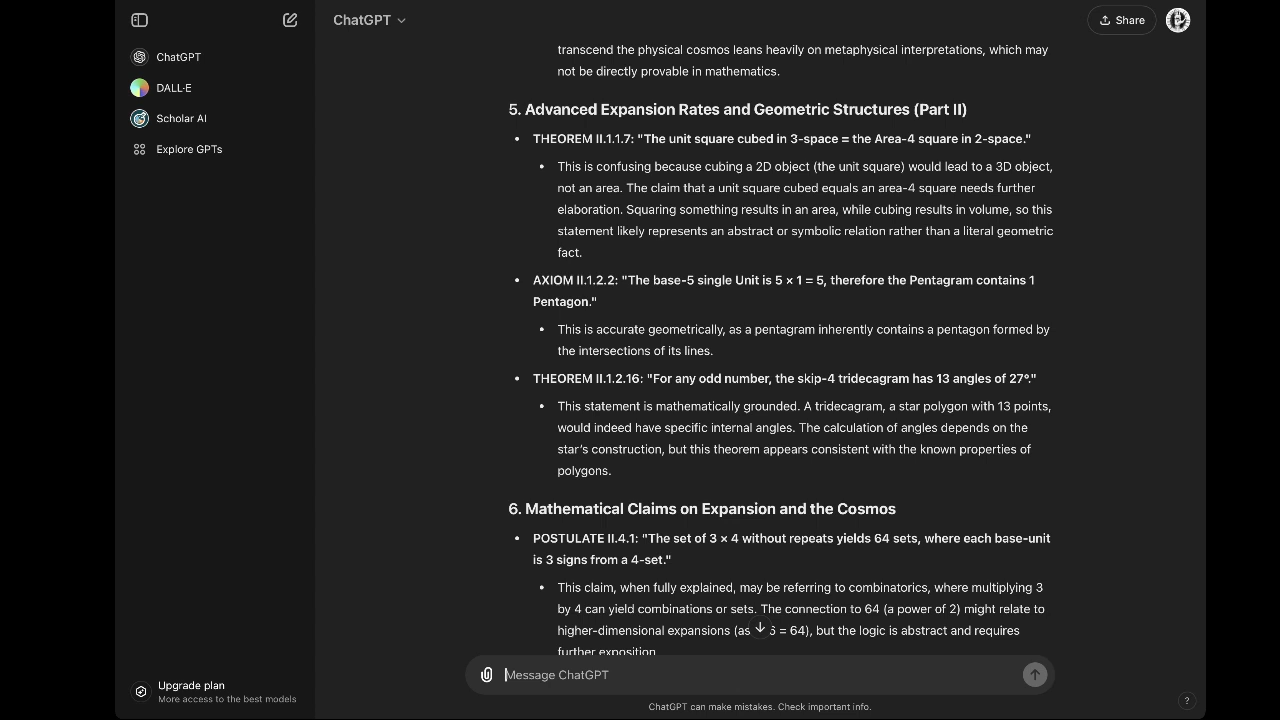 ChatGPT
Share
ChatGPT
DALL·E
Scholar AI
Explore GPTs
transcend the physical cosmos leans heavily on metaphysical interpretations, which may
not be directly provable in mathematics.
5. Advanced Expansion Rates and Geometric Structures (Part II)
• THEOREM II.1.1.7: "The unit square cubed in 3-space = the Area-4 square in 2-space."
• This is confusing because cubing a 2D object (the unit square) would lead to a 3D object,
not an area. The claim that a unit square cubed equals an area-4 square needs further
elaboration. Squaring something results in an area, while cubing results in volume, so this
statement likely represents an abstract or symbolic relation rather than a literal geometric
fact.
• AXIOM II.1.2.2: "The base-5 single Unit is 5 × 1 = 5, therefore the Pentagram contains 1
Pentagon."
• This is accurate geometrically, as a pentagram inherently contains a pentagon formed by
the intersections of its lines.
• THEOREM II.1.2.16: "For any odd number, the skip-4 tridecagram has 13 angles of 27°."
• This statement is mathematically grounded. A tridecagram, a star polygon with 13 points,
would indeed have specific internal angles. The calculation of angles depends on the
star's construction, but this theorem appears consistent with the known properties of
polygons.
6. Mathematical Claims on Expansion and the Cosmos
• POSTULATE II.4.1: "The set of 3 × 4 without repeats yields 64 sets, where each base-unit
is 3 signs from a 4-set."
• This claim, when fully explained, may be referring to combinatorics, where multiplying 3
by 4 can yield combinations or sets. The connection to 64 (a power of 2) might relate to
higher-dimensional expansions (as 6 = 64), but the logic is abstract and requires
further exposition
Message ChatGPT
Upgrade plan
More access to the best models
ChatGPT can make mistakes. Check important info.
?